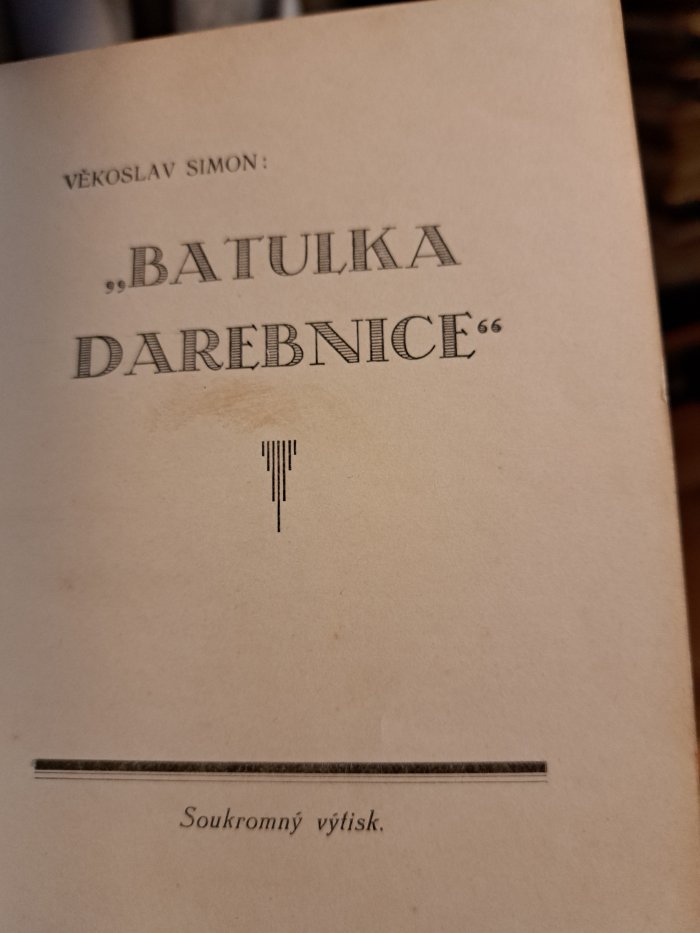 VĚKOSLAV SIMON:
„BATULKA
DAREBNICE“
Soukromný výtisk.